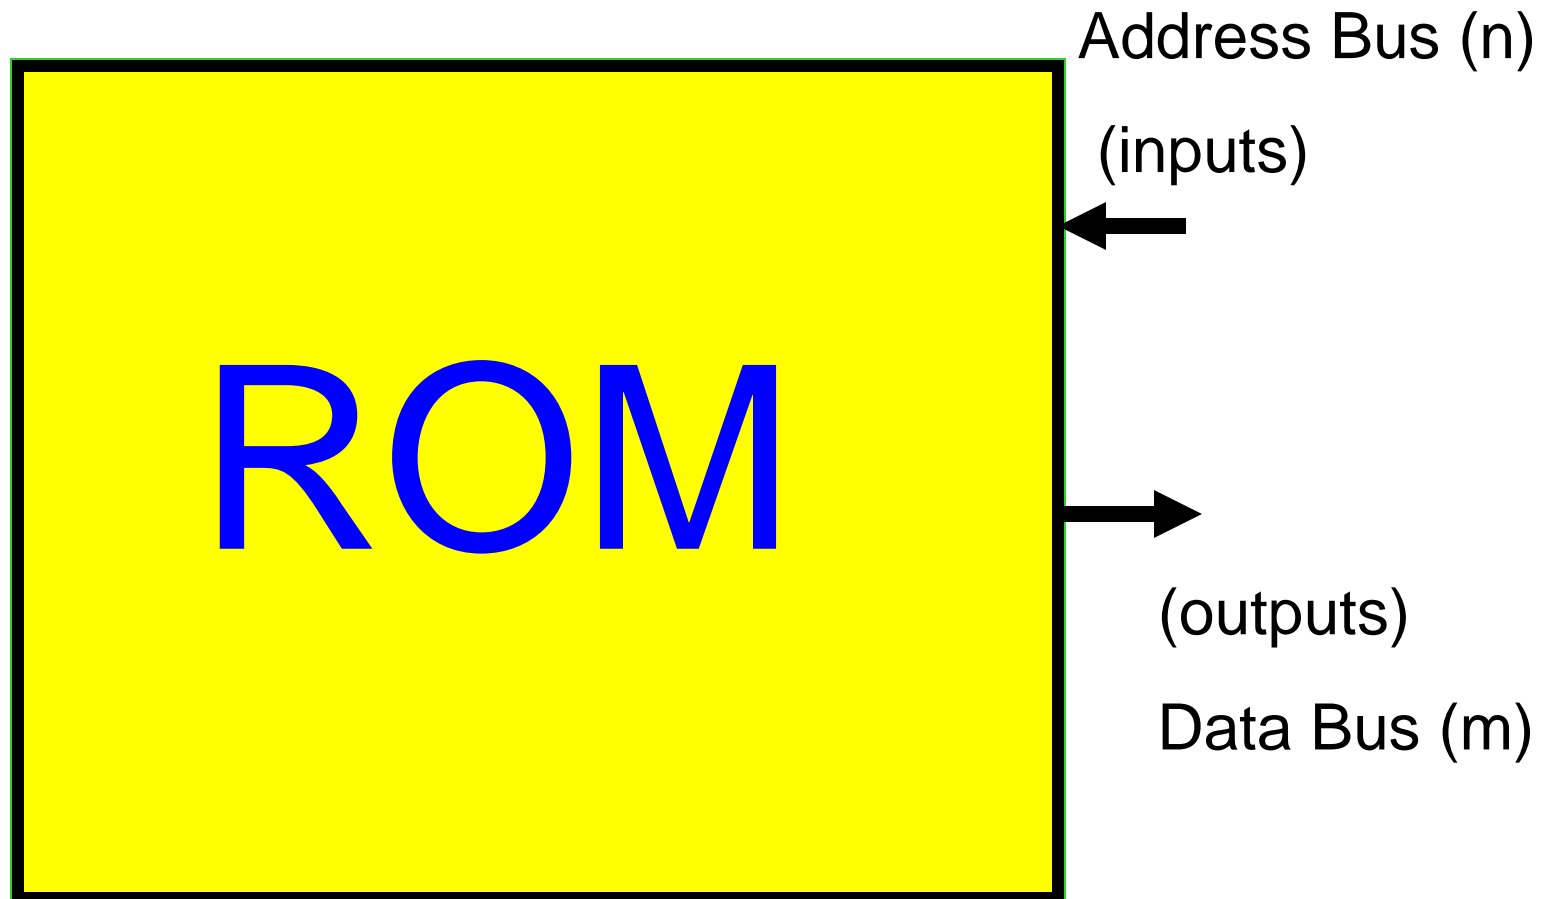 Address Bus (n)
(inputs)
ROM
(outputs)
Data Bus (m)